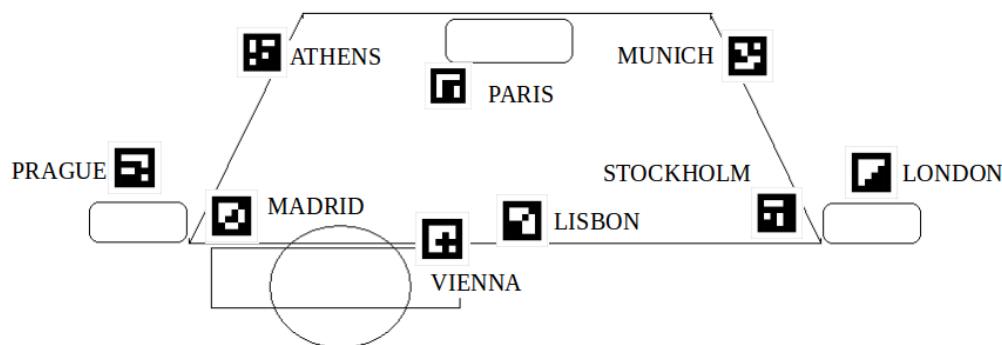 ATHENS
MUNICH
PARIS
PRAGUE
STOCKHOLM
LONDON
MADRID
LISBON
VIENNA